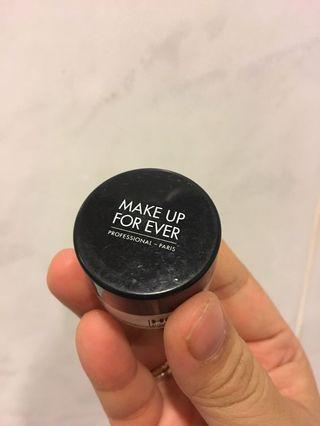 MAKE UP
FOR EVER
PROFESSIONAL – PARIS